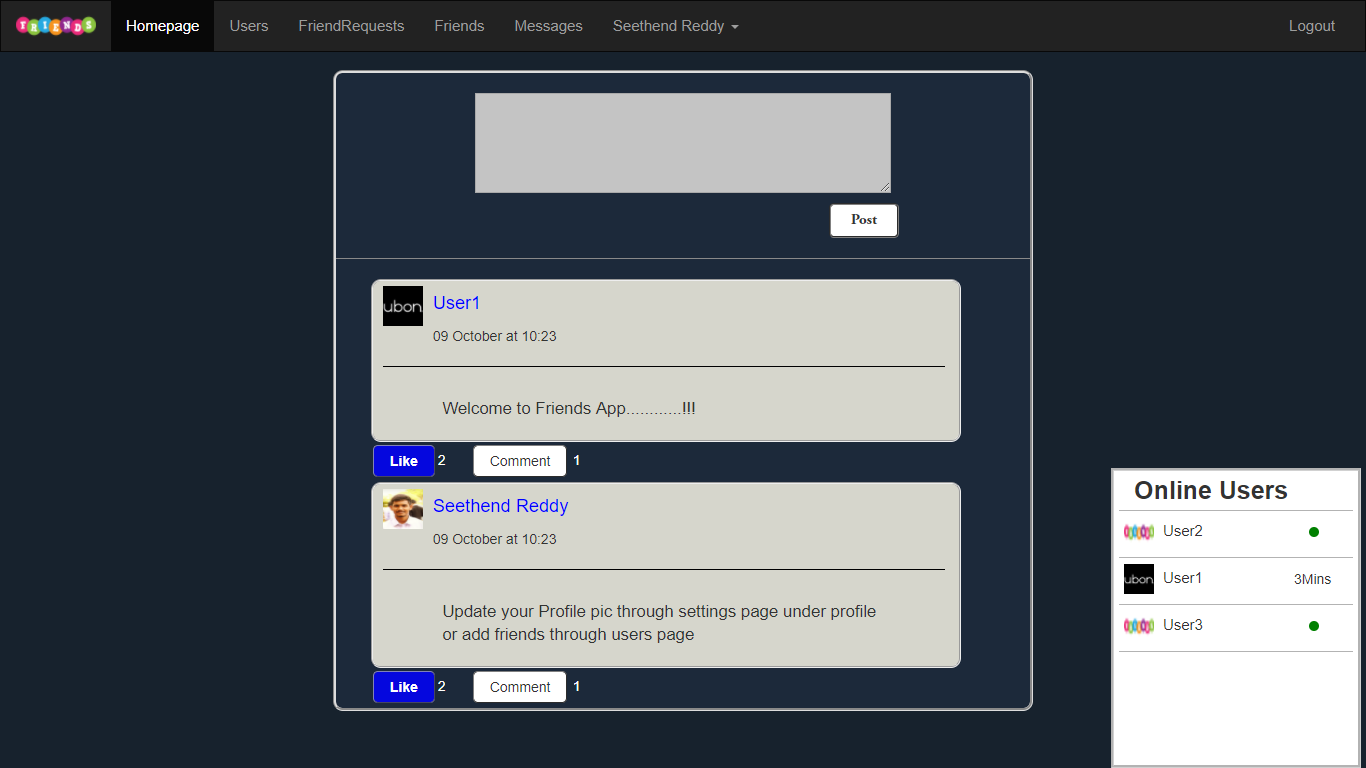 FRIENDS Homepage Users FriendRequests Friends Messages Seethend Reddy Logout
Post
ubon User1
09 October at 10:23
Welcome to Friends App............!!!
Like 2 Comment 1
Seethend Reddy
09 October at 10:23
Update your Profile pic through settings page under profile
or add friends through users page
Like 2 Comment 1
Online Users
User2
ubon User1 3Mins
User3